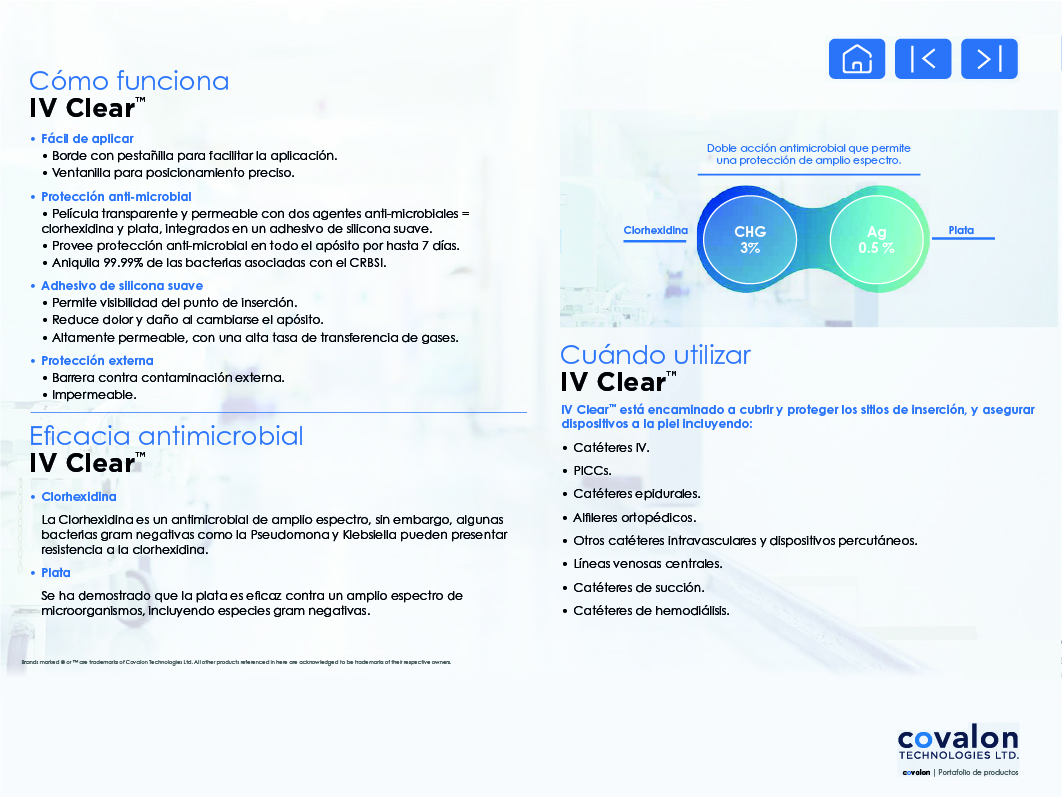 Cómo funciona
IV Clear™
• Fácil de aplicar
• Borde con pestañilla para facilitar la aplicación.
• Ventanilla para posicionamiento preciso.
• Protección anti-microbial
• Película transparente y permeable con dos agentes anti-microbiales =
clorhexidina y plata, integrados en un adhesivo de silicona suave.
• Provee protección anti-microbial en todo el apósito por hasta 7 días.
• Aniquila 99.99% de las bacterias asociadas con el CRBSI.
• Adhesivo de silicona suave
• Permite visibilidad del punto de inserción.
• Reduce dolor y daño al cambiarse el apósito.
• Altamente permeable, con una alta tasa de transferencia de gases.
• Protección externa
• Barrera contra contaminación externa.
• Impermeable.
Eficacia antimicrobial
IV Clear™
• Clorhexidina
La Clorhexidina es un antimicrobial de amplio espectro, sin embargo, algunas
bacterias gram negativas como la Pseudomona y Klebsiella pueden presentar
resistencia a la clorhexidina.
• Plata
Se ha demostrado que la plata es eficaz contra un amplio espectro de
microorganismos, incluyendo especies gram negativas.
Brands marked ® or ™ are trademarks of Covalon Technologies Ltd. All other products referenced in here are acknowledged to be trademarks of their respective owners.
Doble acción antimicrobial que permite
una protección de amplio espectro.
Clorhexidina
CHG
3%
Ag
0.5 %
Plata
Cuándo utilizar
IV Clear™
IV Clear™ está encaminado a cubrir y proteger los sitios de inserción, y asegurar
dispositivos a la piel incluyendo:
• Catéteres IV.
• PICCs.
• Catéteres epidurales.
• Alfileres ortopédicos.
• Otros catéteres intravasculares y dispositivos percutáneos.
• Líneas venosas centrales.
• Catéteres de succión.
• Catéteres de hemodiálisis.
covalon
TECHNOLOGIES LTD.
covalon | Portafolio de productos